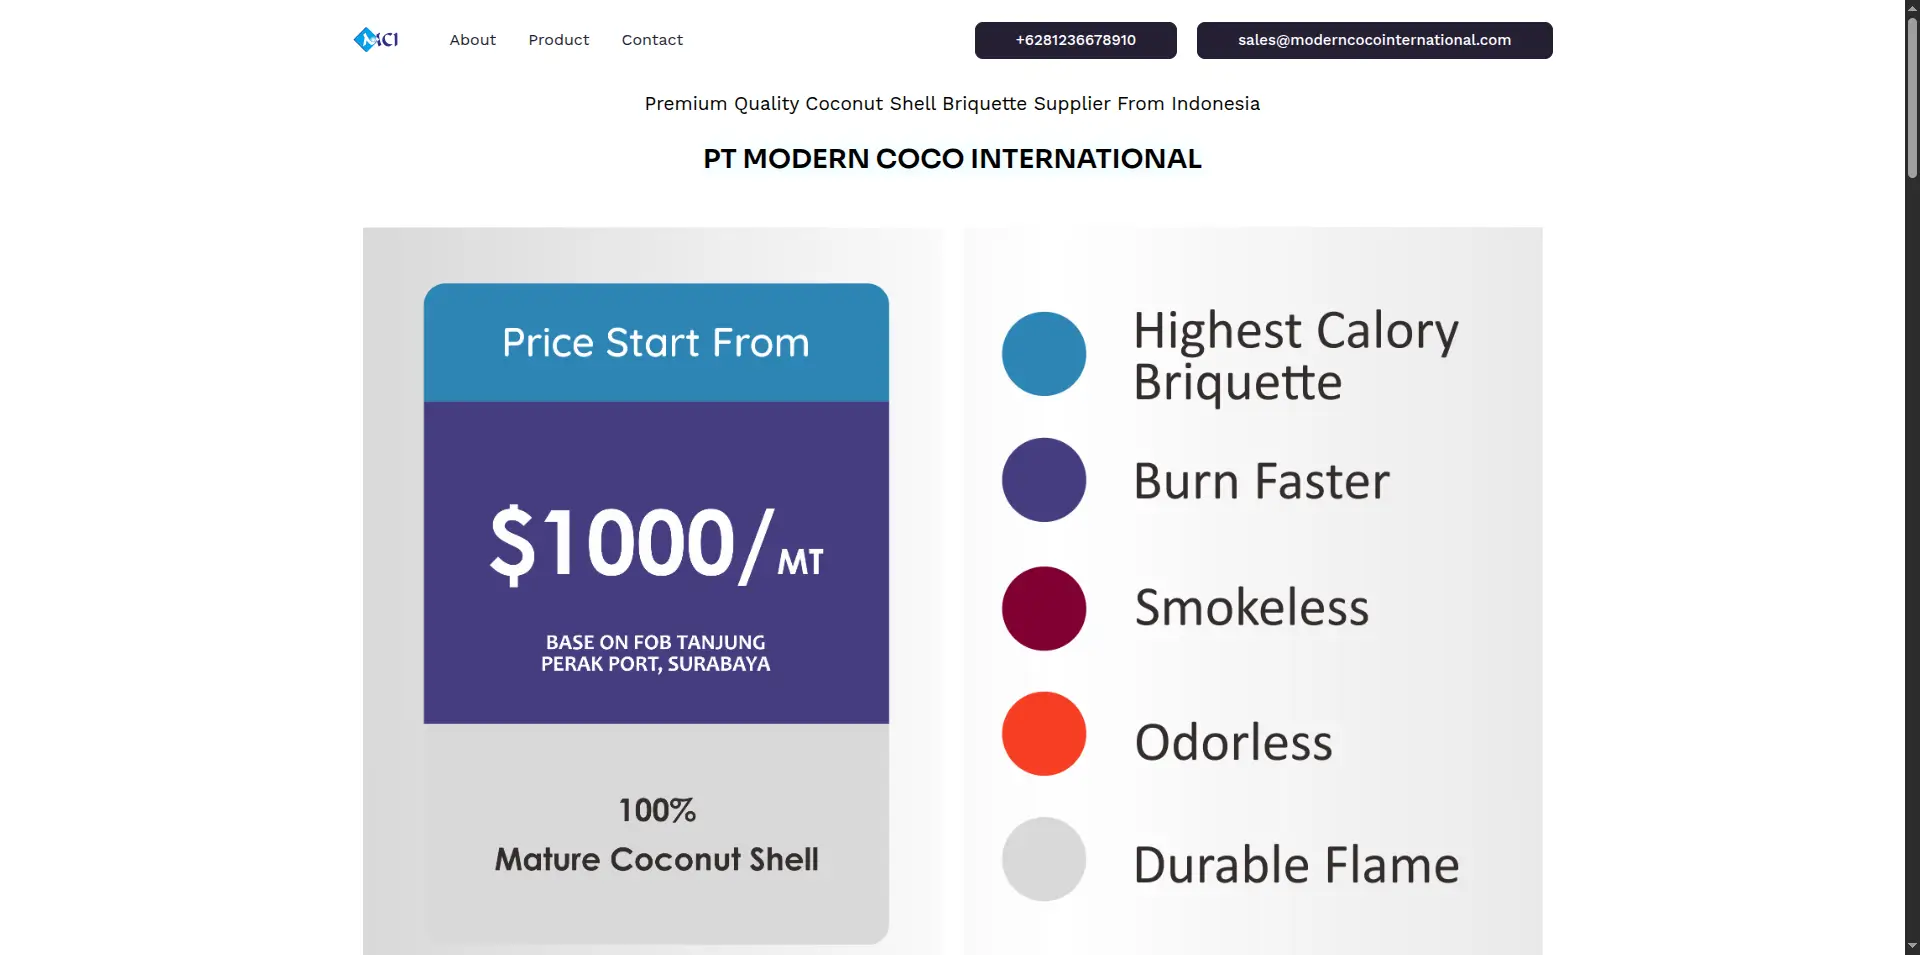 MCI
About
Product
Contact
+6281236678910
sales@moderncocointernational.com
Premium Quality Coconut Shell Briquette Supplier From Indonesia
PT MODERN COCO INTERNATIONAL
Price Start From
$1000/MT
BASE ON FOB TANJUNG
PERAK PORT, SURABAYA
100%
Mature Coconut Shell
Highest Calory
Briquette
Burn Faster
Smokeless
Odorless
Durable Flame